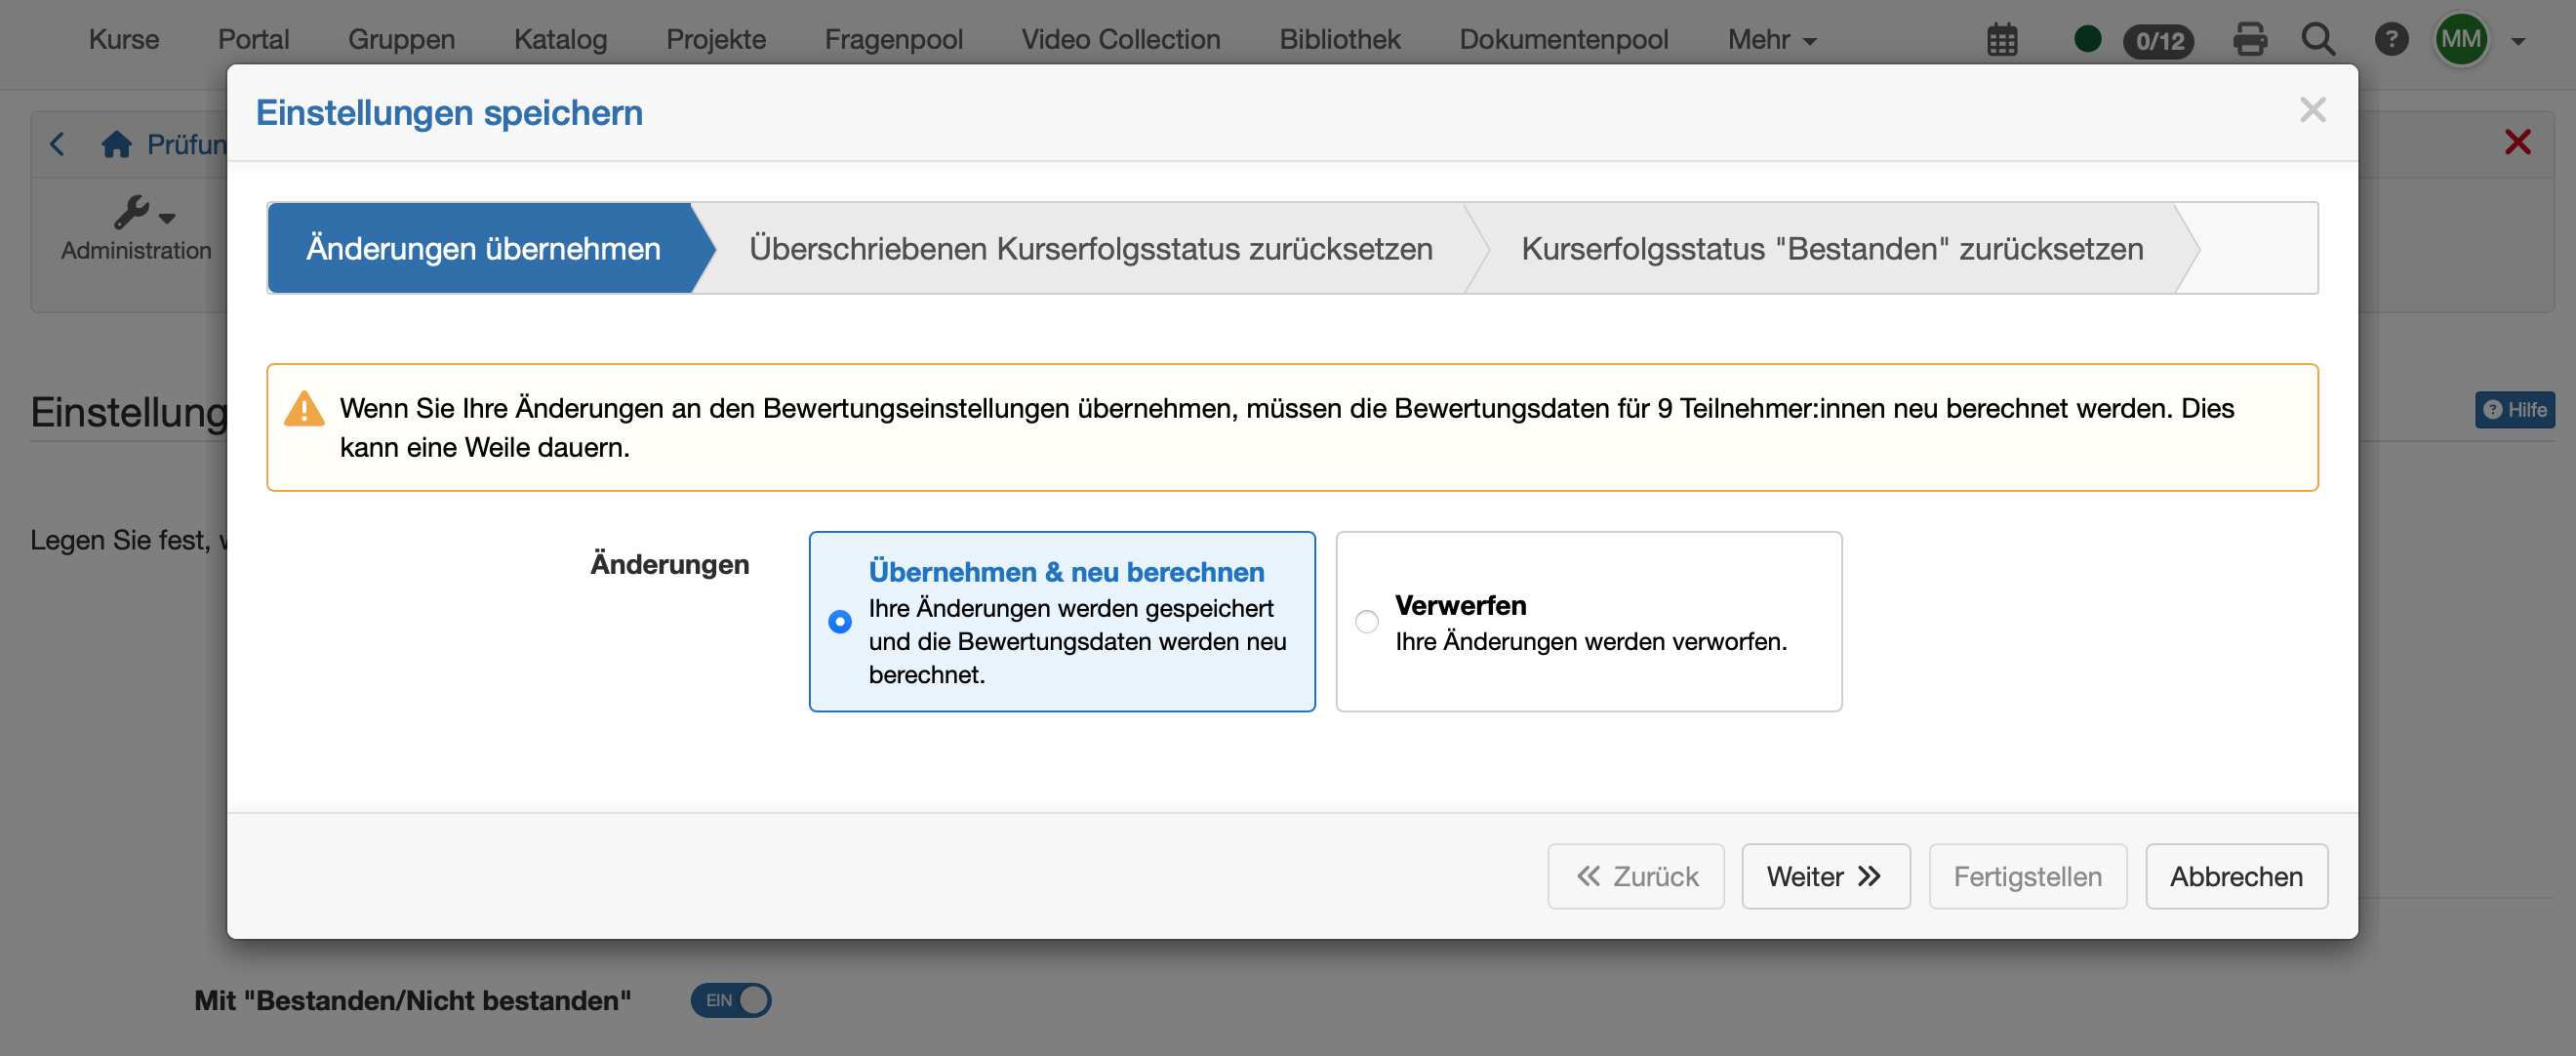 Kurse Portal Gruppen Katalog Projekte Fragenpool Video Collection Bibliothek Dokumentenpool Mehr 0/12 MM
Einstellungen speichern
Prüfun
Administration
Änderungen übernehmen Überschriebenen Kurserfolgsstatus zurücksetzen Kurserfolgsstatus "Bestanden" zurücksetzen
Einstellung
Wenn Sie Ihre Änderungen an den Bewertungseinstellungen übernehmen, müssen die Bewertungsdaten für 9 Teilnehmer:innen neu berechnet werden. Dies
kann eine Weile dauern.
Hilfe
Legen Sie fest,
Änderungen
Übernehmen & neu berechnen
Ihre Änderungen werden gespeichert
und die Bewertungsdaten werden neu
berechnet.
Verwerfen
Ihre Änderungen werden verworfen.
Zurück Weiter Fertigstellen Abbrechen
Mit "Bestanden/Nicht bestanden" EIN